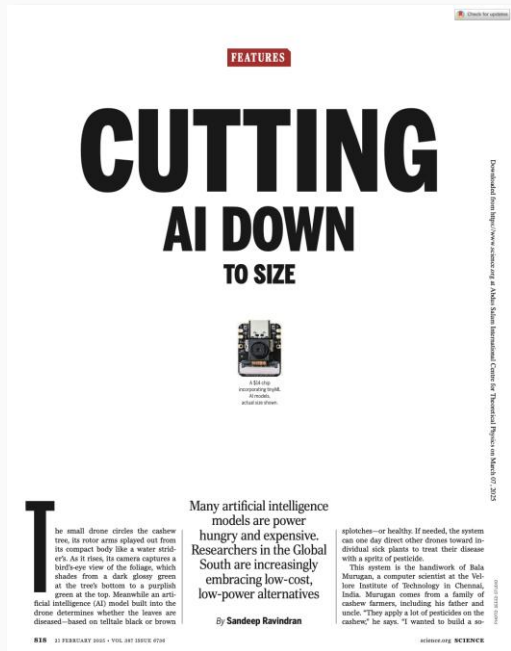 Check for updates
FEATURES
CUTTING
AI DOWN
TO SIZE
A $14 chip
incorporating tinyML
AI models,
actual size shown.
Many artificial intelligence
models are power
hungry and expensive.
Researchers in the Global
South are increasingly
embracing low-cost,
low-power alternatives
By Sandeep Ravindran
The small drone circles the cashew
tree, its rotor arms splayed out from
its compact body like a water strid-
er's. As it rises, its camera captures a
bird's-eye view of the foliage, which
shades from a dark glossy green
at the tree's bottom to a purplish
green at the top. Meanwhile an arti-
ficial intelligence (AI) model built into the
drone determines whether the leaves are
diseased—based on telltale black or brown
splotches—or healthy. If needed, the system
can one day direct other drones toward in-
dividual sick plants to treat their disease
with a spritz of pesticide.
This system is the handiwork of Bala
Murugan, a computer scientist at the Vel-
lore Institute of Technology in Chennai,
India. Murugan comes from a family of
cashew farmers, including his father and
uncle. "They apply a lot of pesticides on the
cashew," he says. "I wanted to build a so-
818 21 FEBRUARY 2025 • VOL 387 ISSUE 6736
science.org SCIENCE
Downloaded from https://www.science.org at Abdus Salam International Centre for Theoretical Physics on March 07, 2025